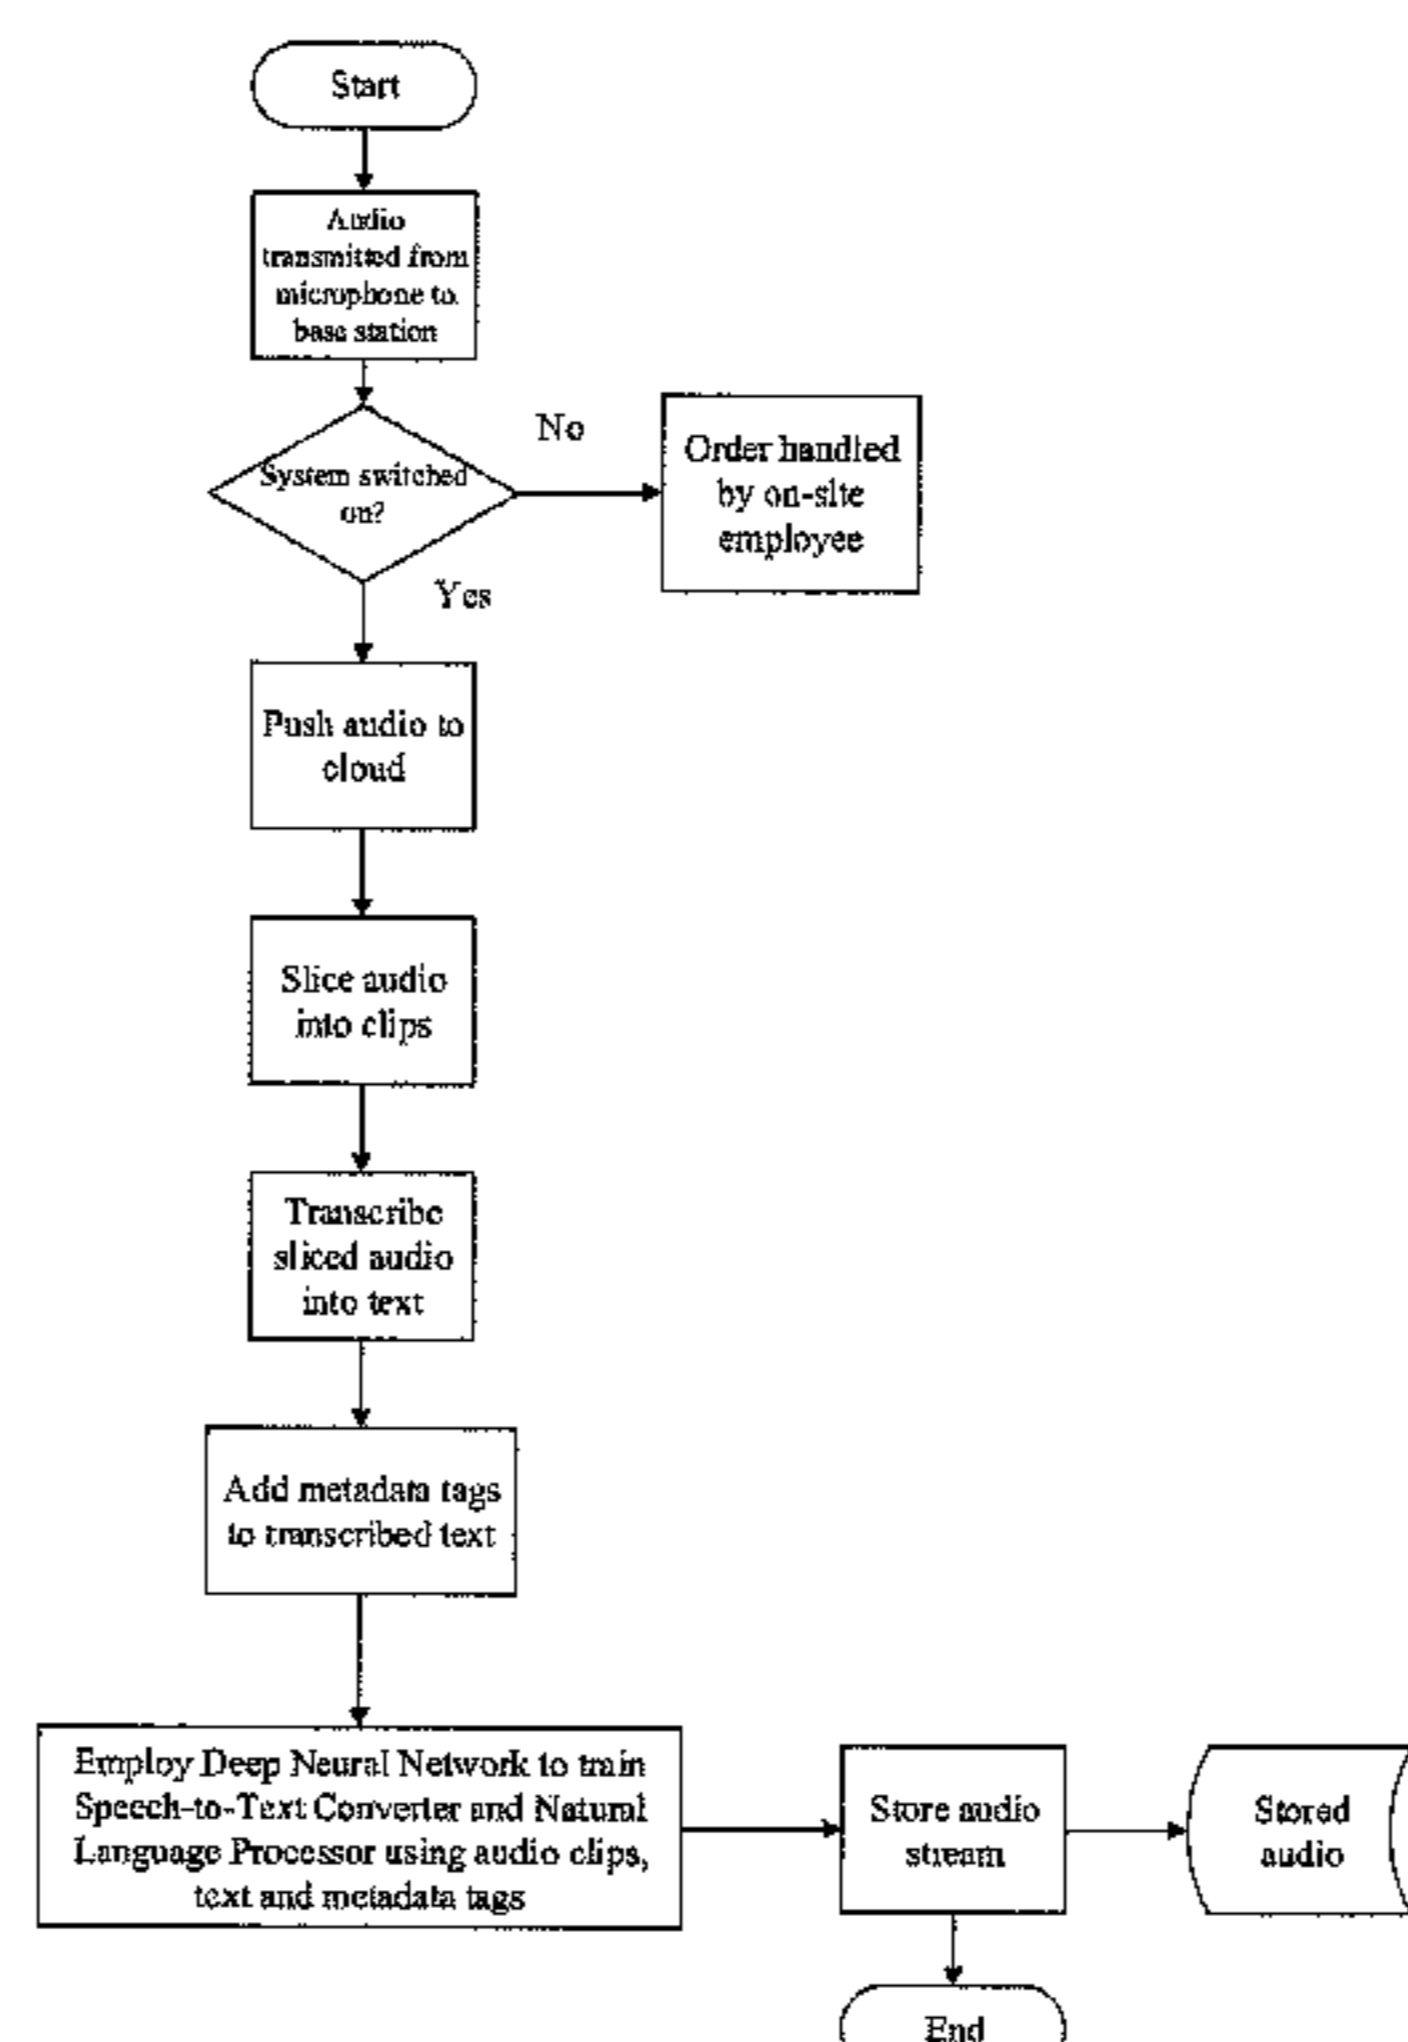 Start
Audio
transmitted from
microphone to
base station
System switched
on?
No
Order handled
by on-site
employee
Yes
Push audio to
cloud
Slice audio
into clips
Transcribe
sliced audio
into text
Add metadata tags
to transcribed text
Employ Deep Neural Network to train
Speech-to-Text Converter and Natural
Language Processor using audio clips,
text and metadata tags
Store audio
stream
Stored
audio
End